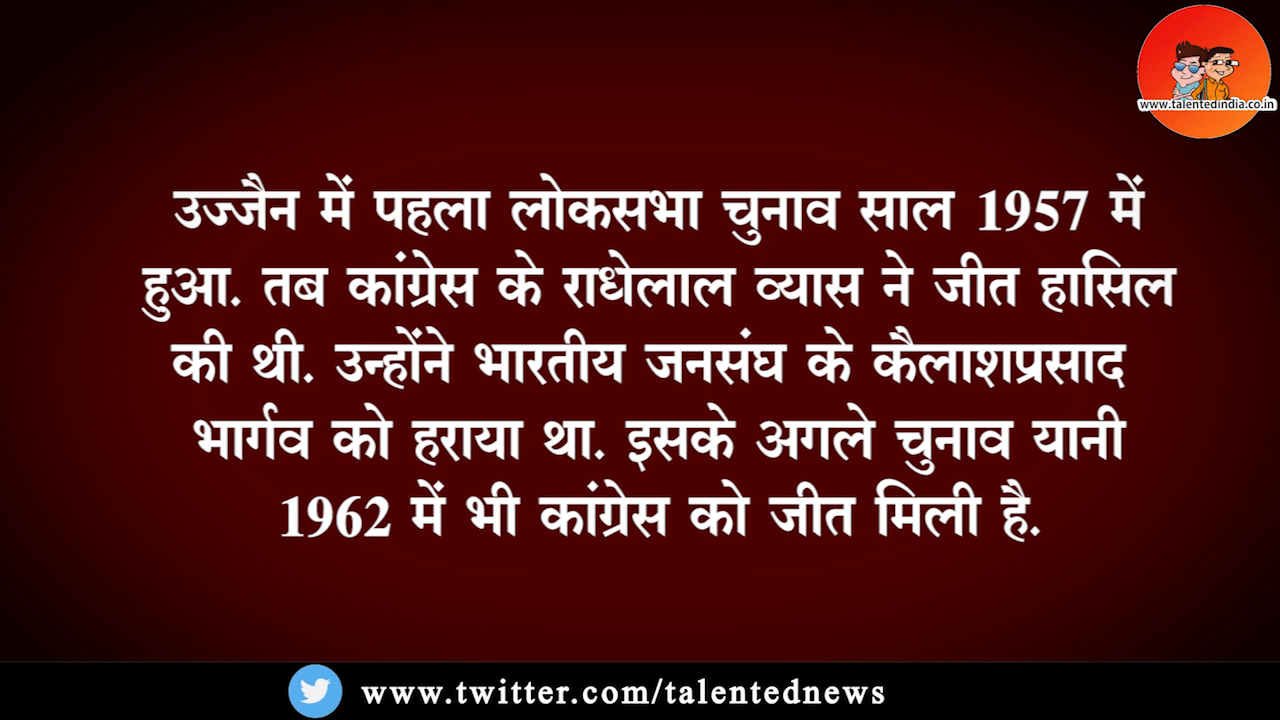 www.talentedindia.co.in
उज्जैन में पहला लोकसभा चुनाव साल 1957 में
हुआ. तब कांग्रेस के राधेलाल व्यास ने जीत हासिल
की थी. उन्होंने भारतीय जनसंघ के कैलाशप्रसाद
भार्गव को हराया था. इसके अगले चुनाव यानी
1962 में भी कांग्रेस को जीत मिली है.
www.twitter.com/talentednews